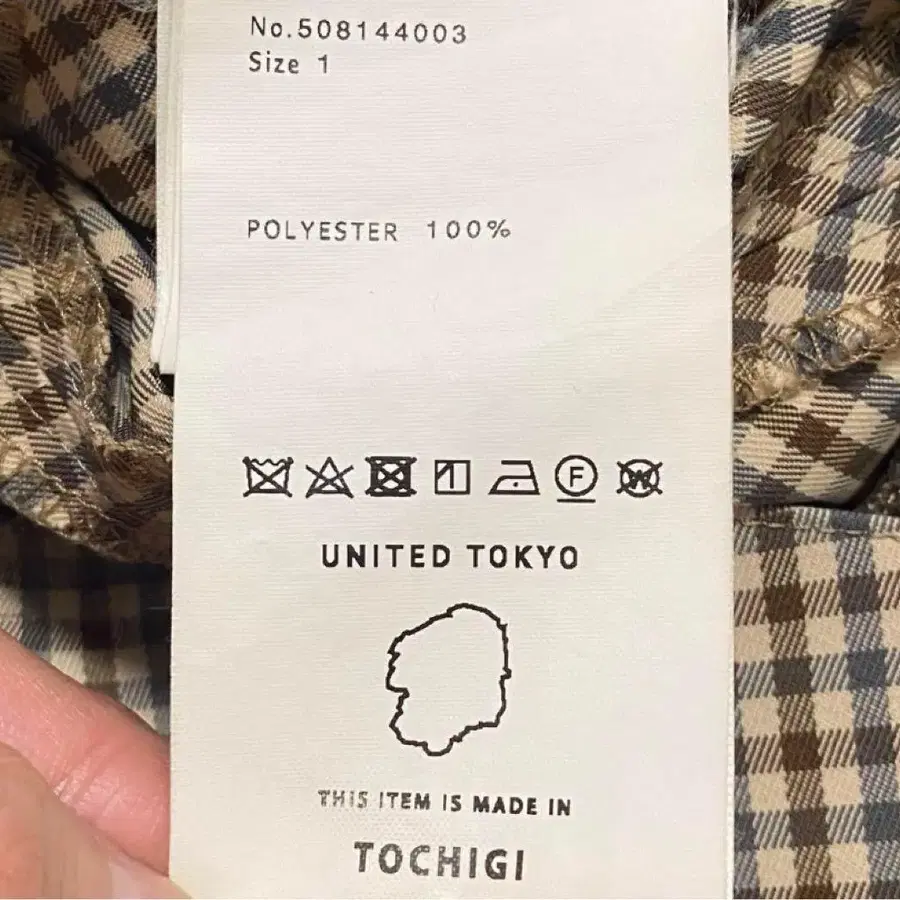 No.508144003
Size 1
POLYESTER 100%
F
W
UNITED TOKYO
THIS ITEM IS MADE IN
TOCHIGI